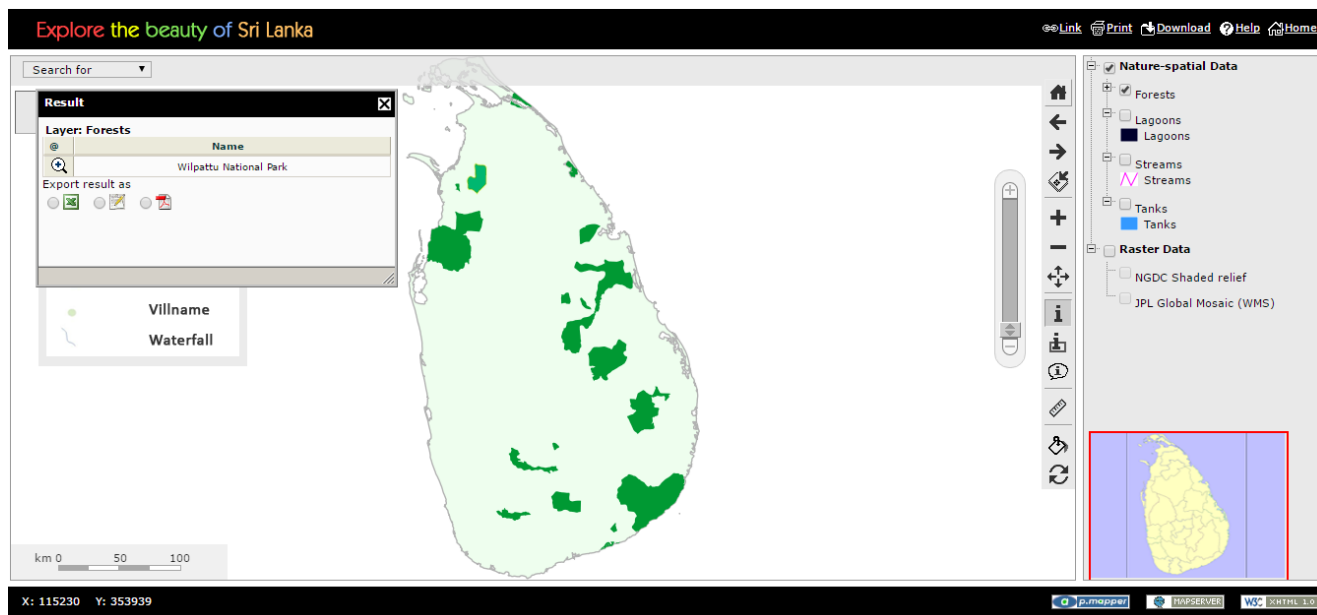 Explore the beauty of Sri Lanka
Link Print Download Help Home
Search for
Result
Layer: Forests
@ Name
Wilpattu National Park
Export result as
Villname
Waterfall
km 0 50 100
Nature-spatial Data
Forests
Lagoons
Lagoons
Streams
Streams
Tanks
Tanks
Raster Data
NGDC Shaded relief
JPL Global Mosaic (WMS)
X: 115230 Y: 353939
p.mapper MAPSERVER W3C XHTML 1.0